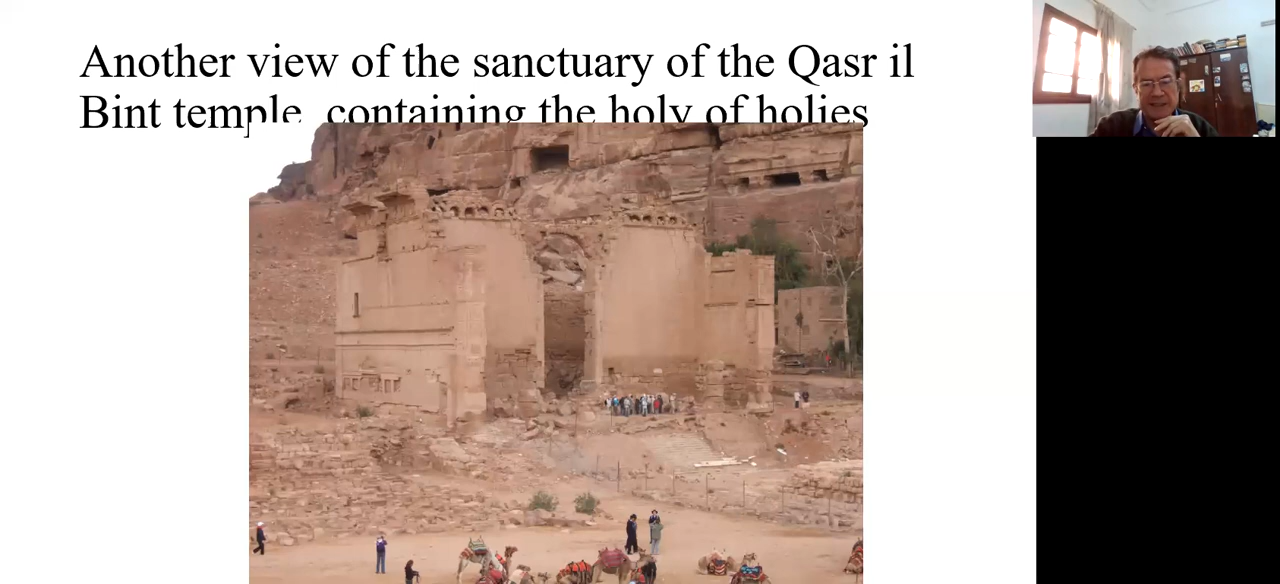 Another view of the sanctuary of the Qasr il
Bint temple, containing the holy of holies